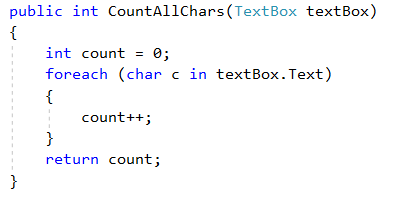 public int CountAllChars(TextBox textBox)
{
    int count = 0;
    foreach (char c in textBox.Text)
    {
        count++;
    }
    return count;
}